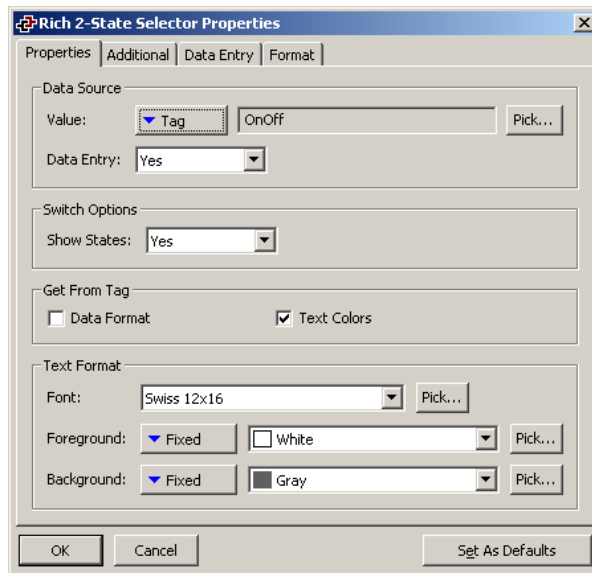 Rich 2-State Selector Properties
Properties Additional Data Entry Format
Data Source
Value: Tag OnOff Pick...
Data Entry: Yes
Switch Options
Show States: Yes
Get From Tag
Data Format Text Colors
Text Format
Font: Swiss 12x16 Pick...
Foreground: Fixed White Pick...
Background: Fixed Gray Pick...
OK Cancel Set As Defaults